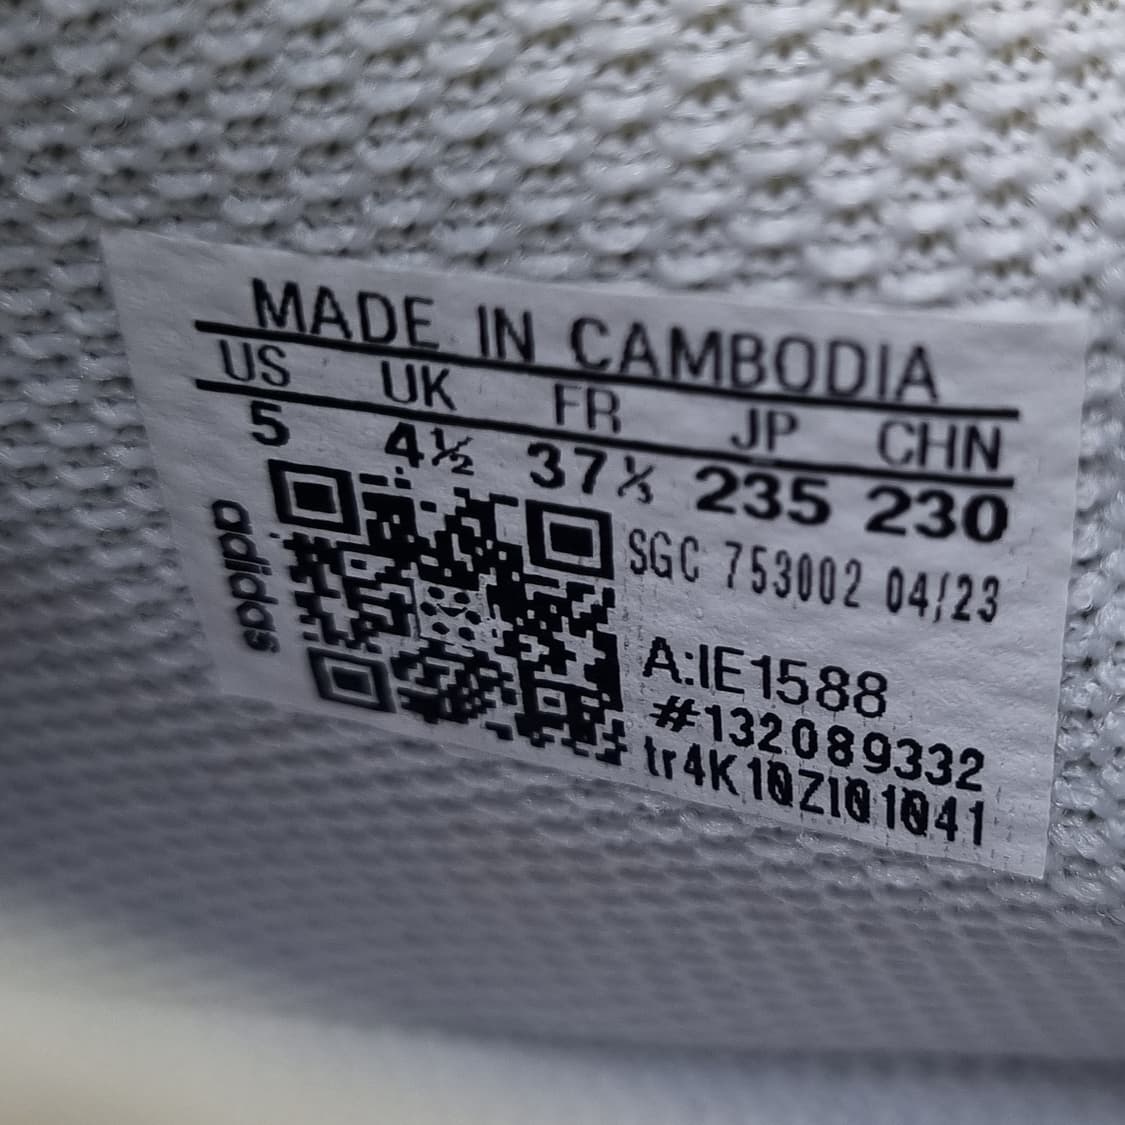 MADE IN CAMBODIA
US UK FR JP CHN
5 4½ 37⅓ 235 230
adidas
SGC 753002 04/23
A:IE1588
#132089332
tr4K10ZI01041